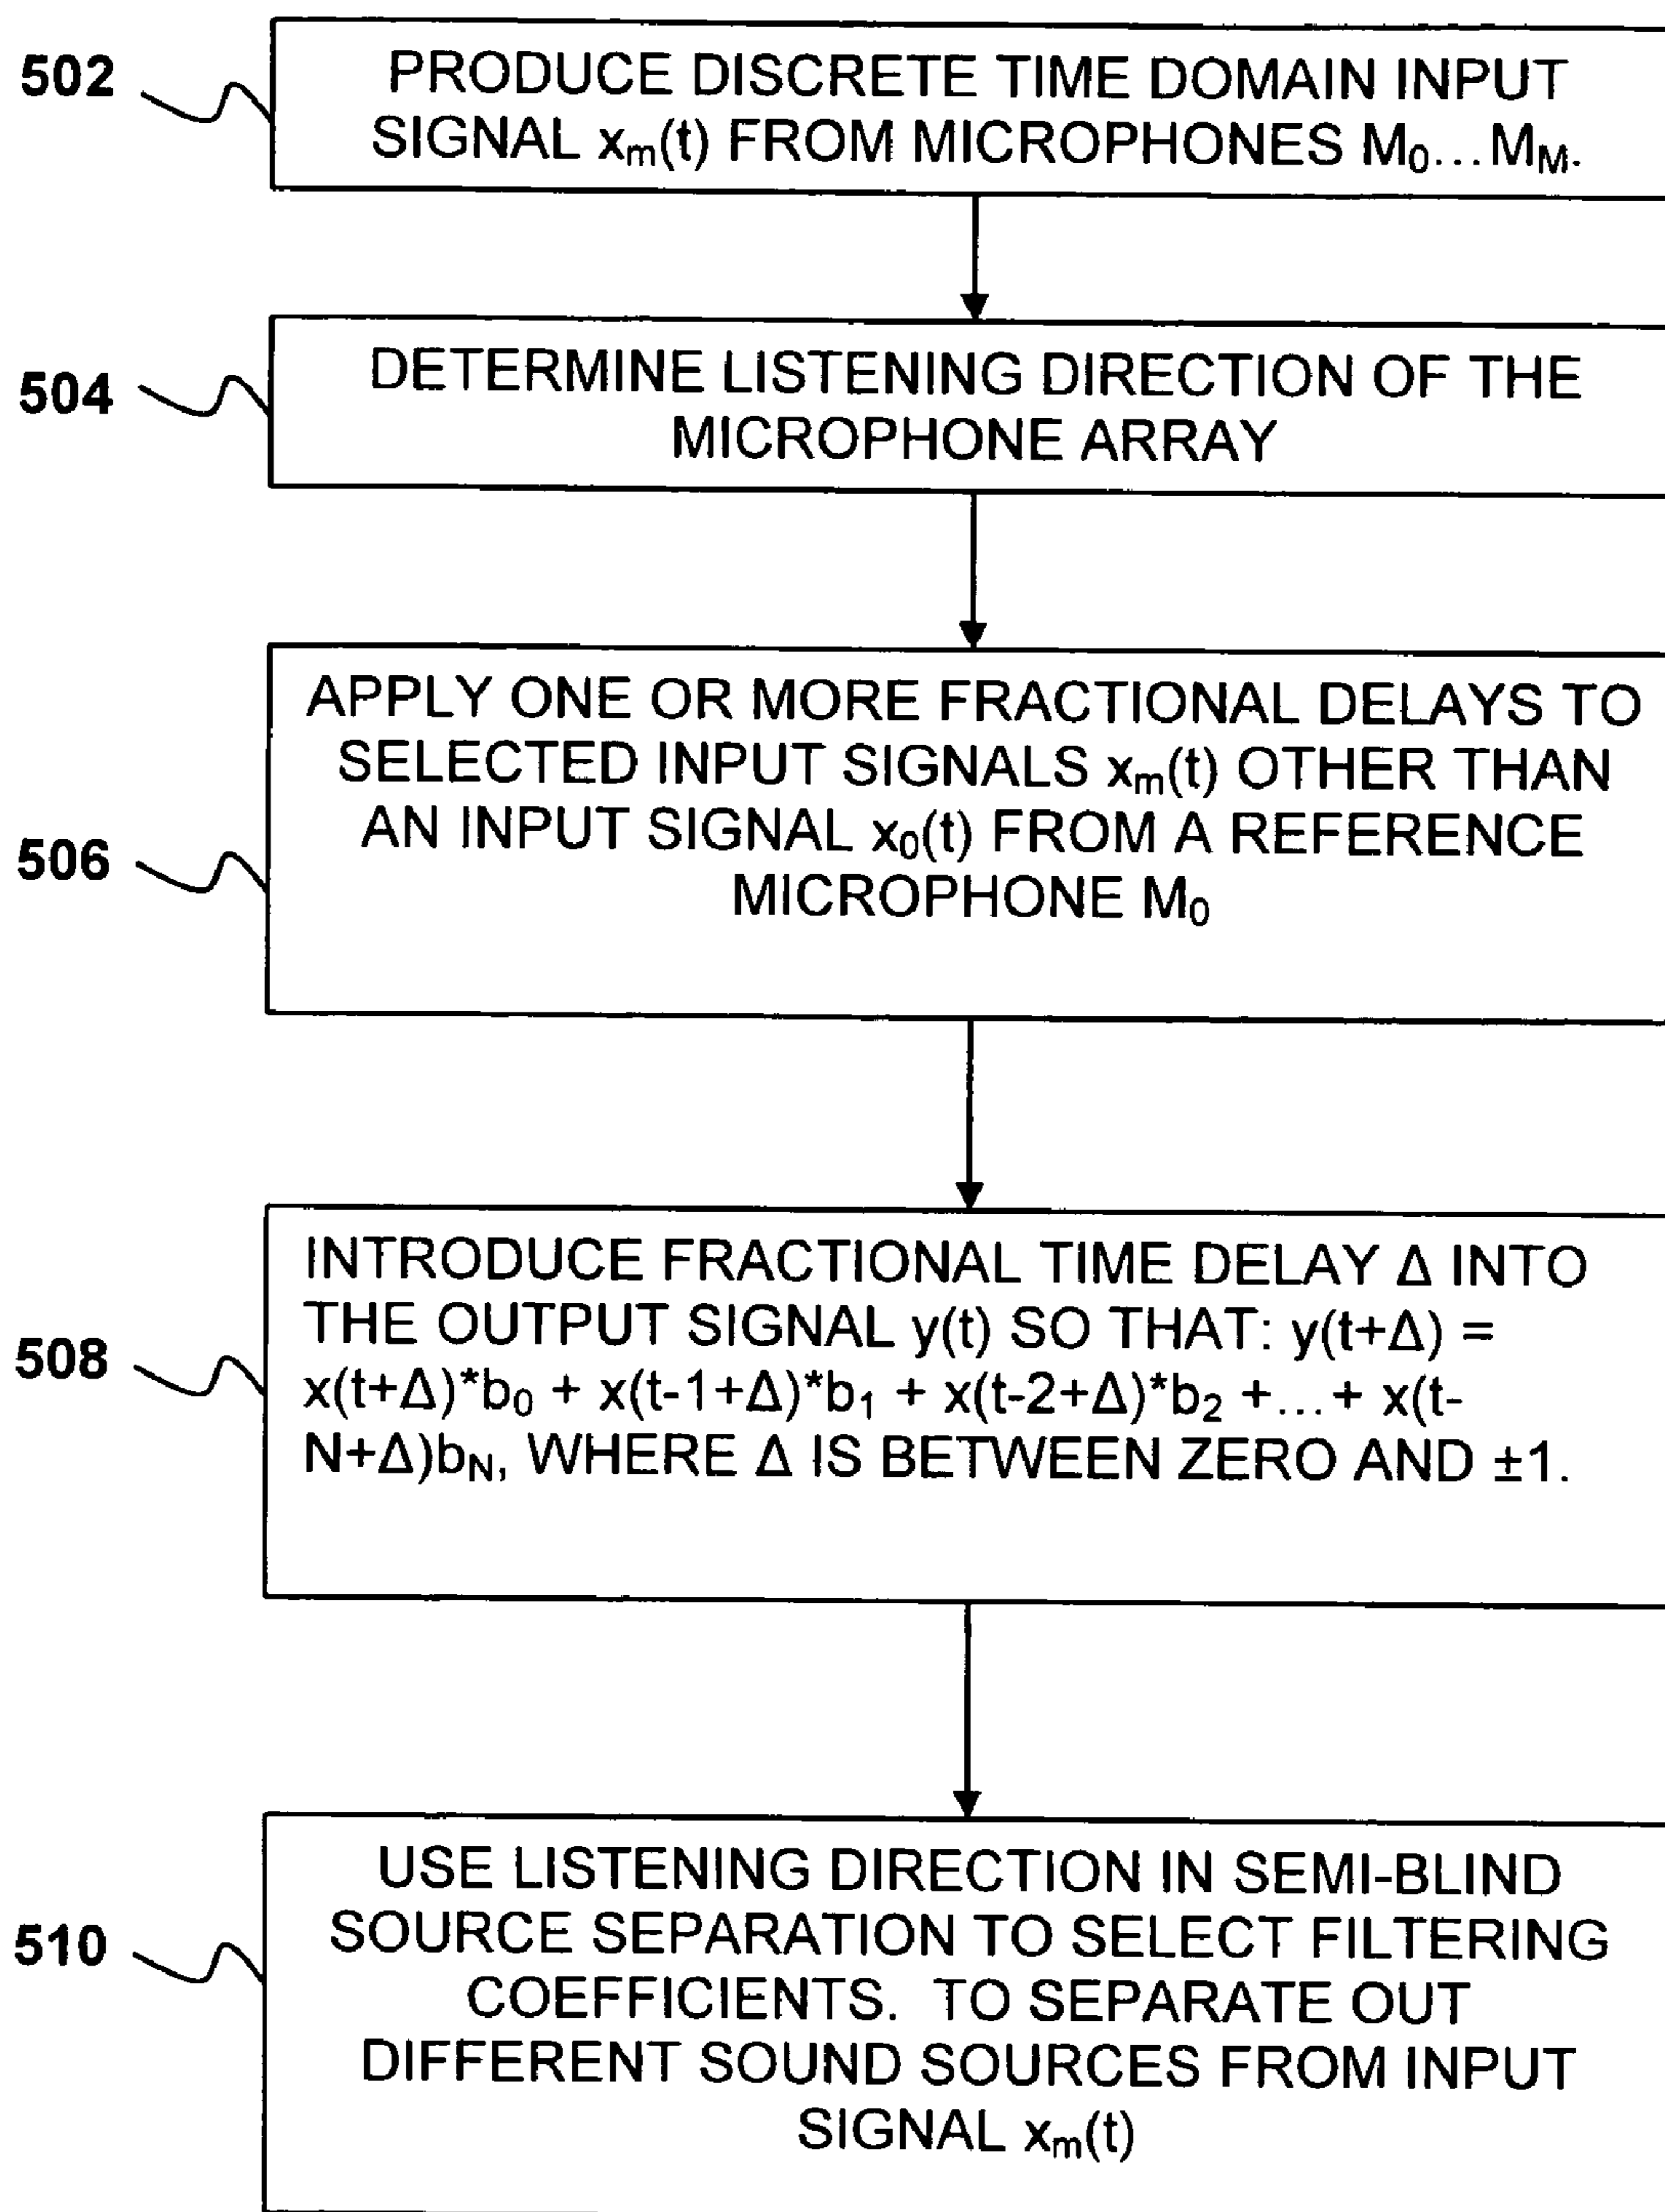 502
PRODUCE DISCRETE TIME DOMAIN INPUT
SIGNAL xₘ(t) FROM MICROPHONES M₀...M_M.
504
DETERMINE LISTENING DIRECTION OF THE
MICROPHONE ARRAY
506
APPLY ONE OR MORE FRACTIONAL DELAYS TO
SELECTED INPUT SIGNALS xₘ(t) OTHER THAN
AN INPUT SIGNAL x₀(t) FROM A REFERENCE
MICROPHONE M₀
508
INTRODUCE FRACTIONAL TIME DELAY Δ INTO
THE OUTPUT SIGNAL y(t) SO THAT: y(t+Δ) =
x(t+Δ)*b₀ + x(t-1+Δ)*b₁ + x(t-2+Δ)*b₂ +...+ x(t-
N+Δ)b_N, WHERE Δ IS BETWEEN ZERO AND ±1.
510
USE LISTENING DIRECTION IN SEMI-BLIND
SOURCE SEPARATION TO SELECT FILTERING
COEFFICIENTS. TO SEPARATE OUT
DIFFERENT SOUND SOURCES FROM INPUT
SIGNAL xₘ(t)